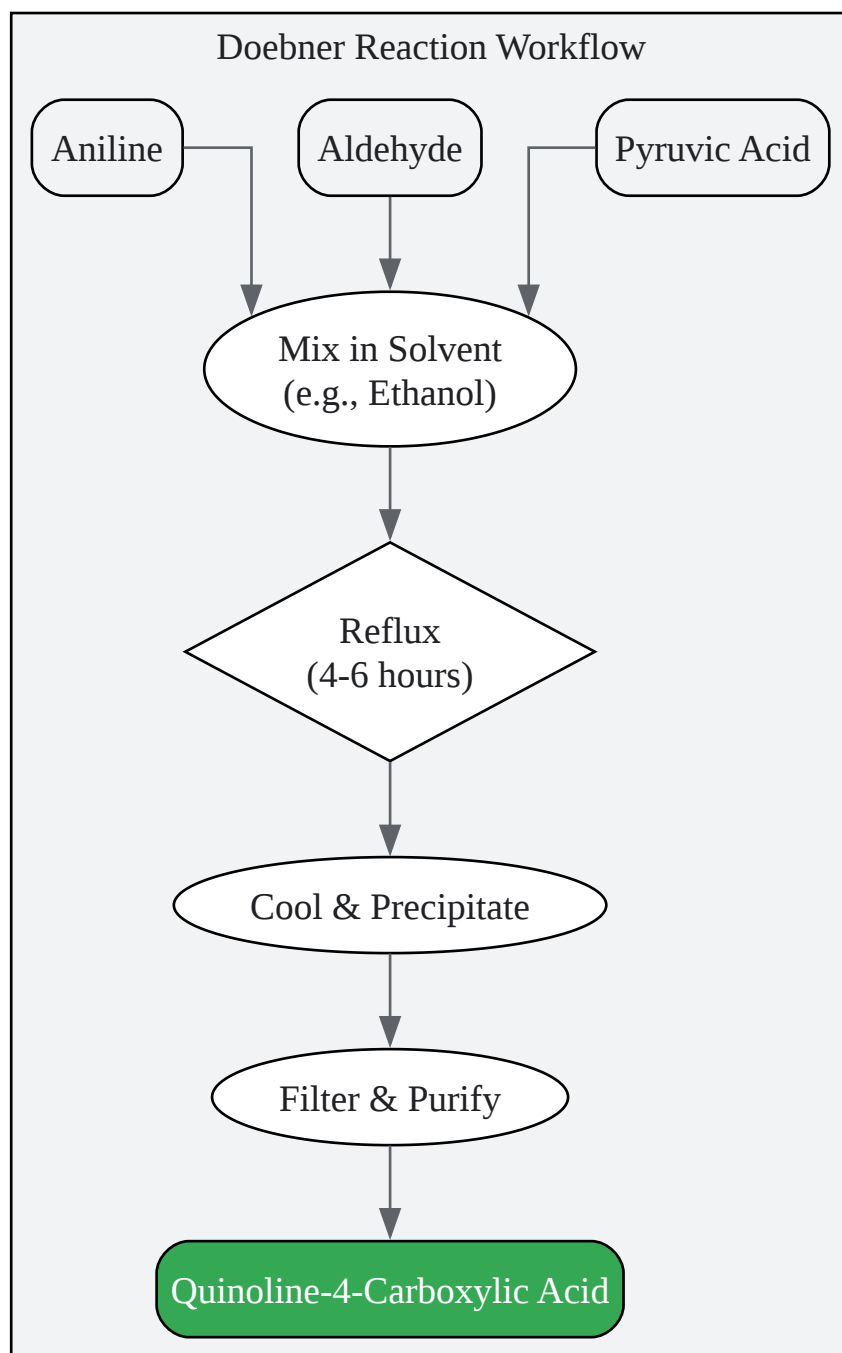 Doebner Reaction Workflow
Aniline
Aldehyde
Pyruvic Acid
Mix in Solvent
(e.g., Ethanol)
Reflux
(4-6 hours)
Cool & Precipitate
Filter & Purify
Quinoline-4-Carboxylic Acid